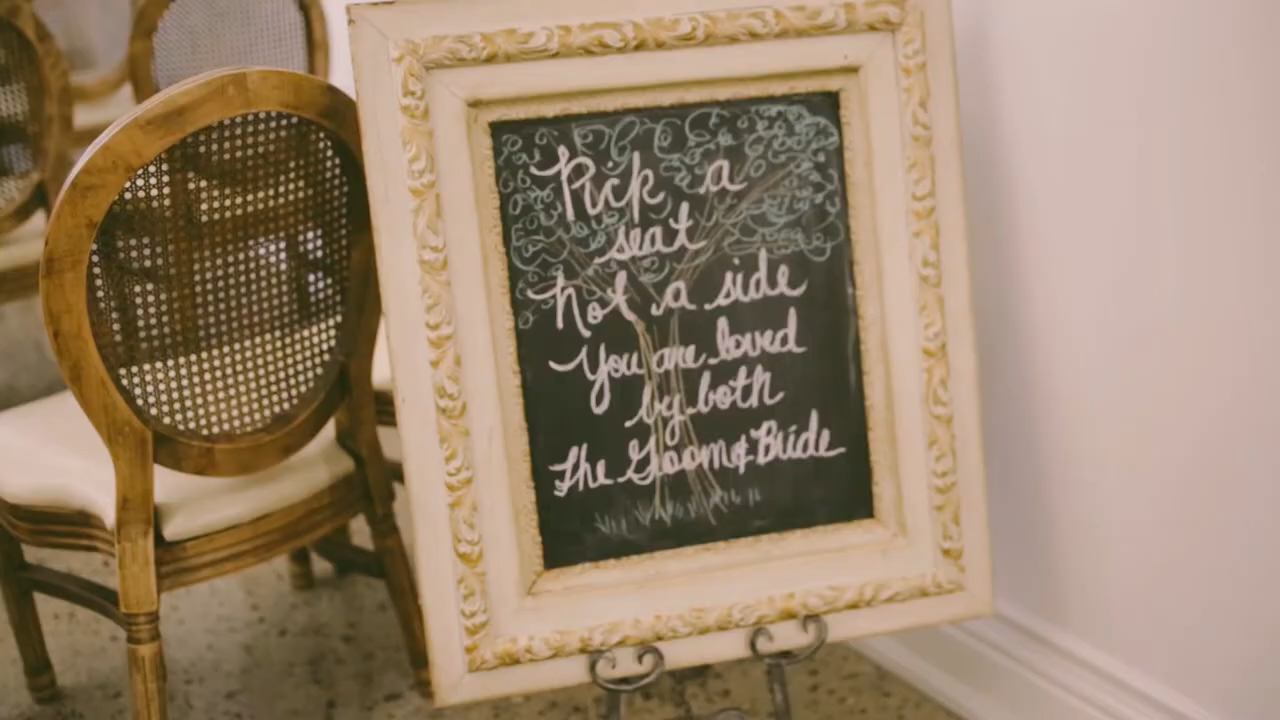 Pick a
seat
Not a side
You are loved
by both
The Groom & Bride